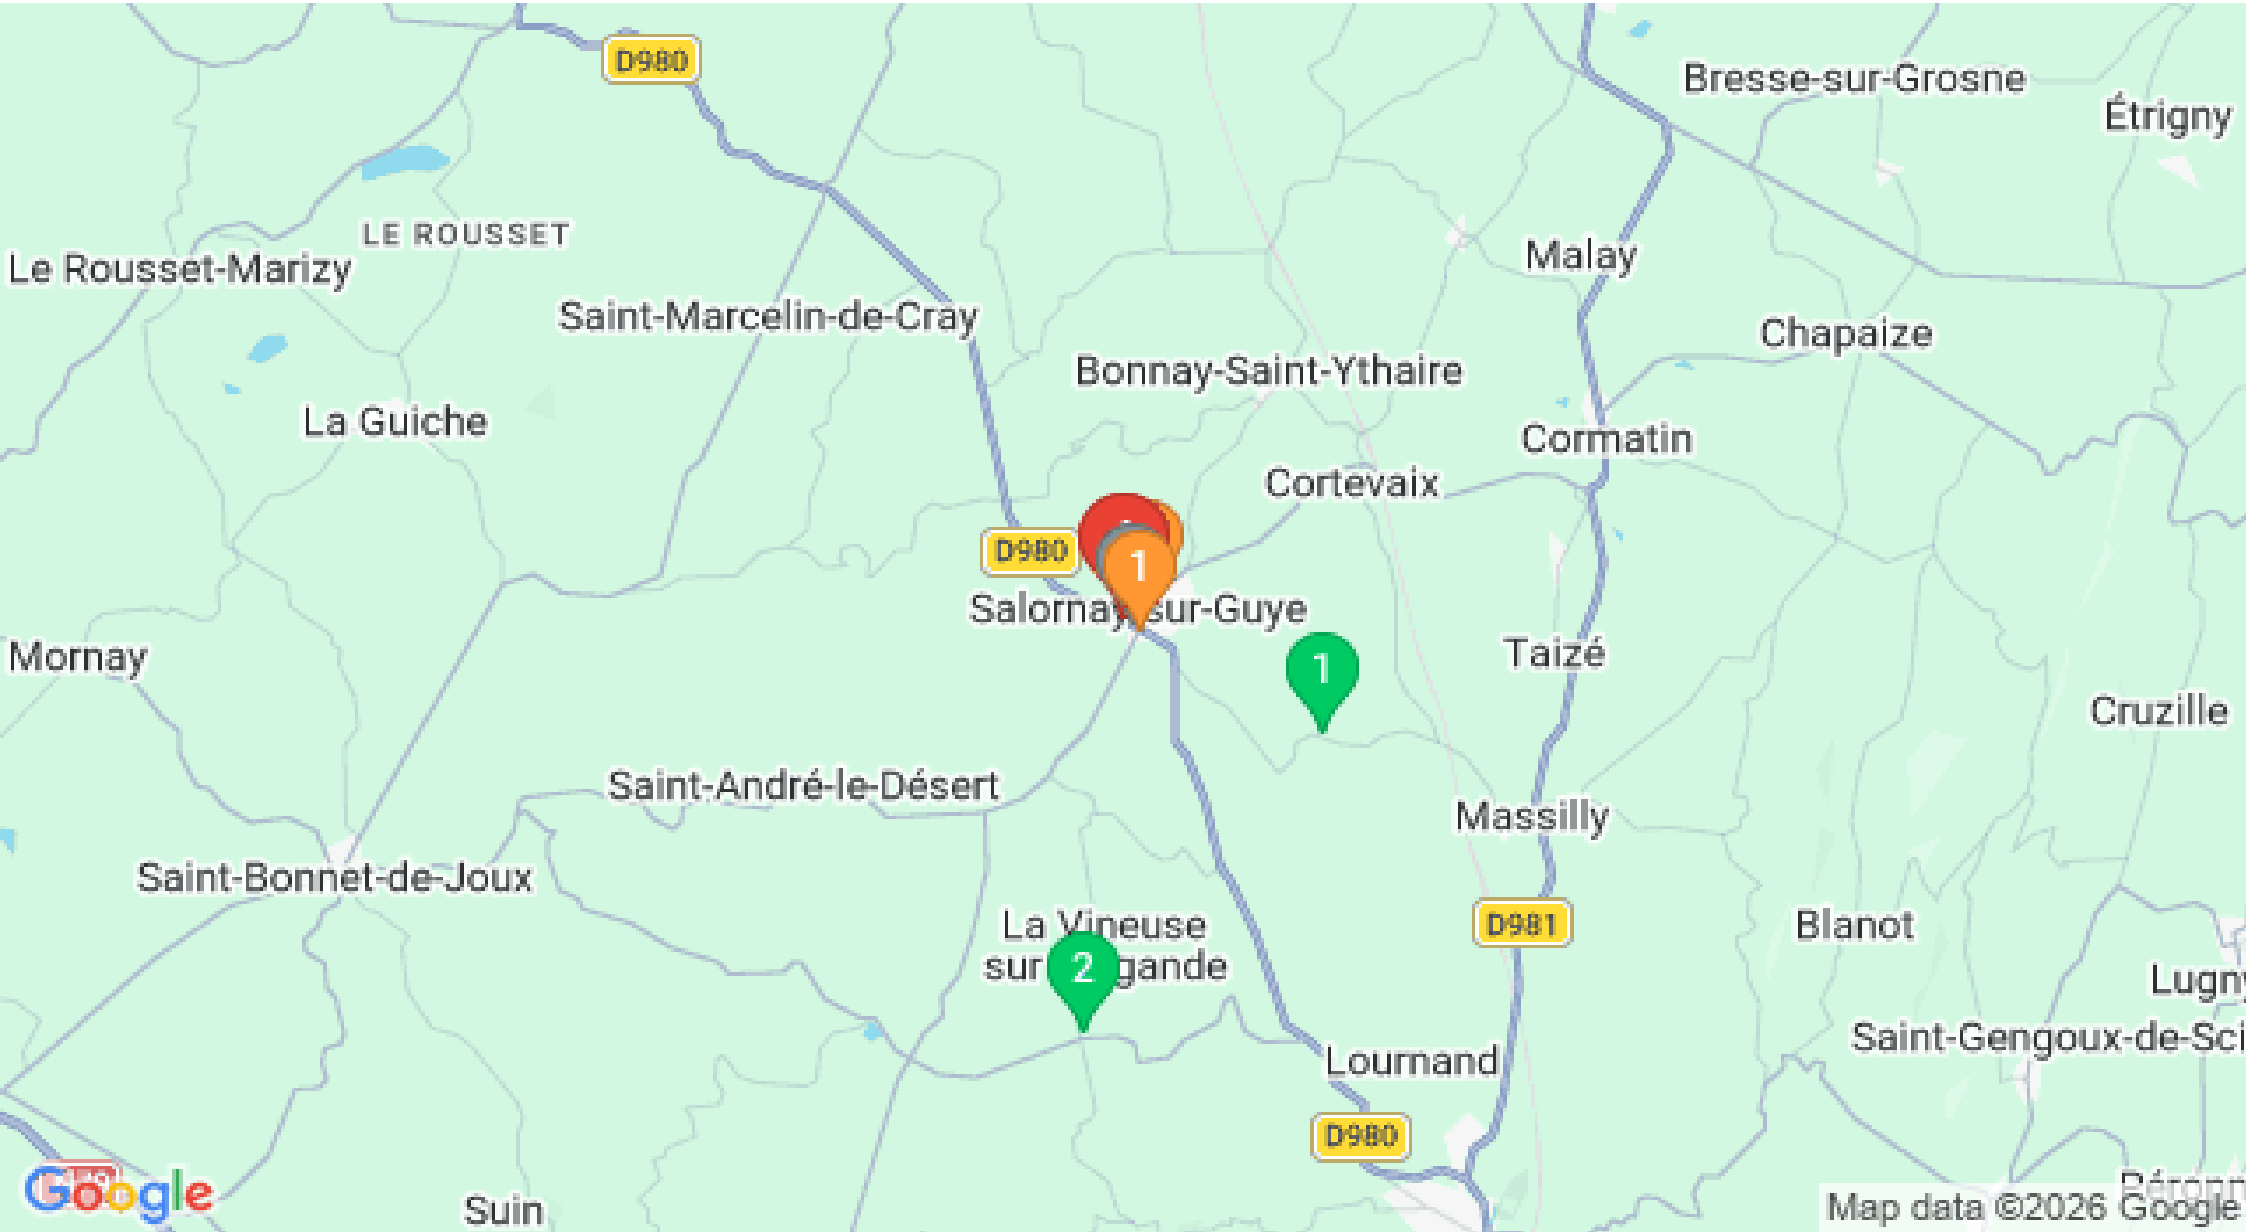 D980
Bresse-sur-Grosne
Étrigny
LE ROUSSET
Le Rousset-Marizy
Malay
Saint-Marcelin-de-Cray
Chapaize
Bonnay-Saint-Ythaire
La Guiche
Cormatin
Cortevaix
D980
1
Salornay-sur-Guye
Mornay
1
Taizé
Cruzille
Saint-André-le-Désert
Massilly
Saint-Bonnet-de-Joux
La Vineuse
D981
Blanot
sur
2
gande
Lugny
Saint-Gengoux-de-Sci
Lournand
D980
Google
Suin
Map data ©2026 Google